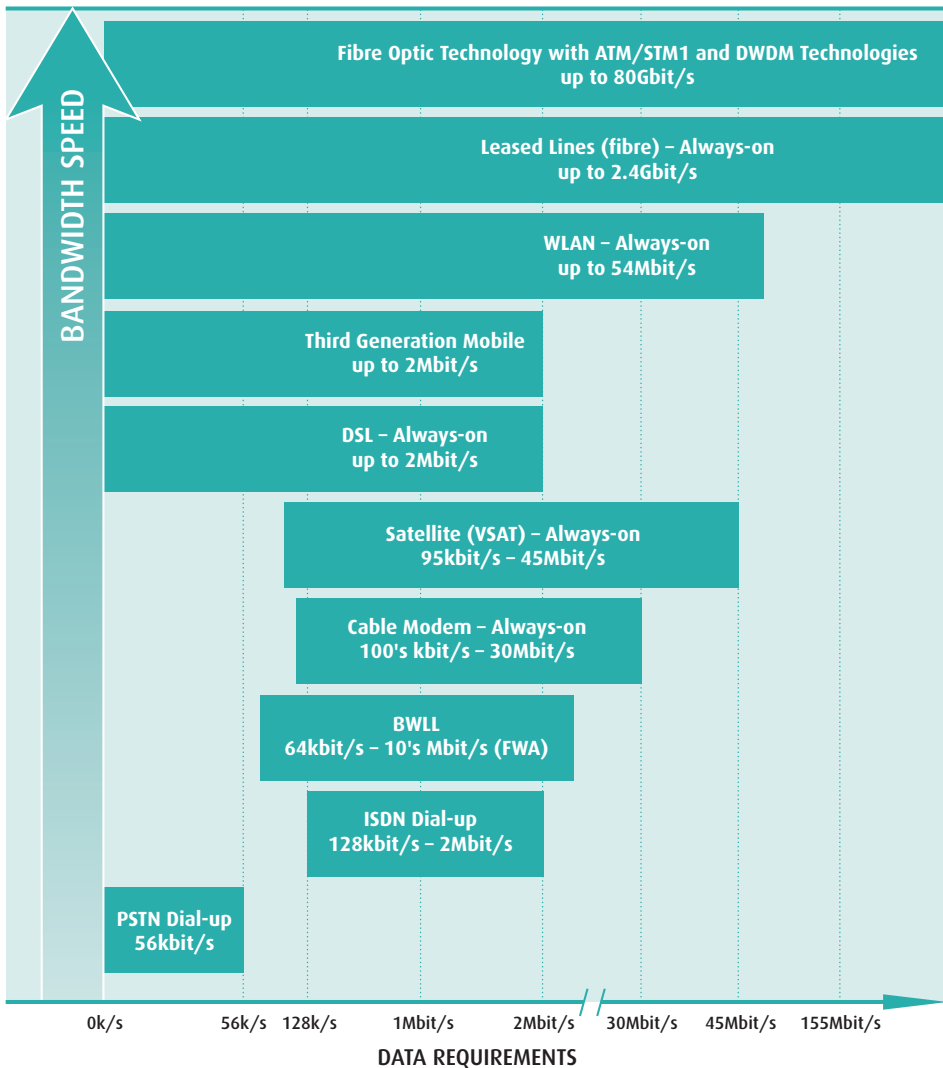 BANDWIDTH SPEED
Fibre Optic Technology with ATM/STM1 and DWDM Technologies
up to 80Gbit/s
Leased Lines (fibre) – Always-on
up to 2.4Gbit/s
WLAN – Always-on
up to 54Mbit/s
Third Generation Mobile
up to 2Mbit/s
DSL – Always-on
up to 2Mbit/s
Satellite (VSAT) – Always-on
95kbit/s – 45Mbit/s
Cable Modem – Always-on
100's kbit/s – 30Mbit/s
BWLL
64kbit/s – 10's Mbit/s (FWA)
ISDN Dial-up
128kbit/s – 2Mbit/s
PSTN Dial-up
56kbit/s
0k/s 56k/s 128k/s 1Mbit/s 2Mbit/s 30Mbit/s 45Mbit/s 155Mbit/s
DATA REQUIREMENTS